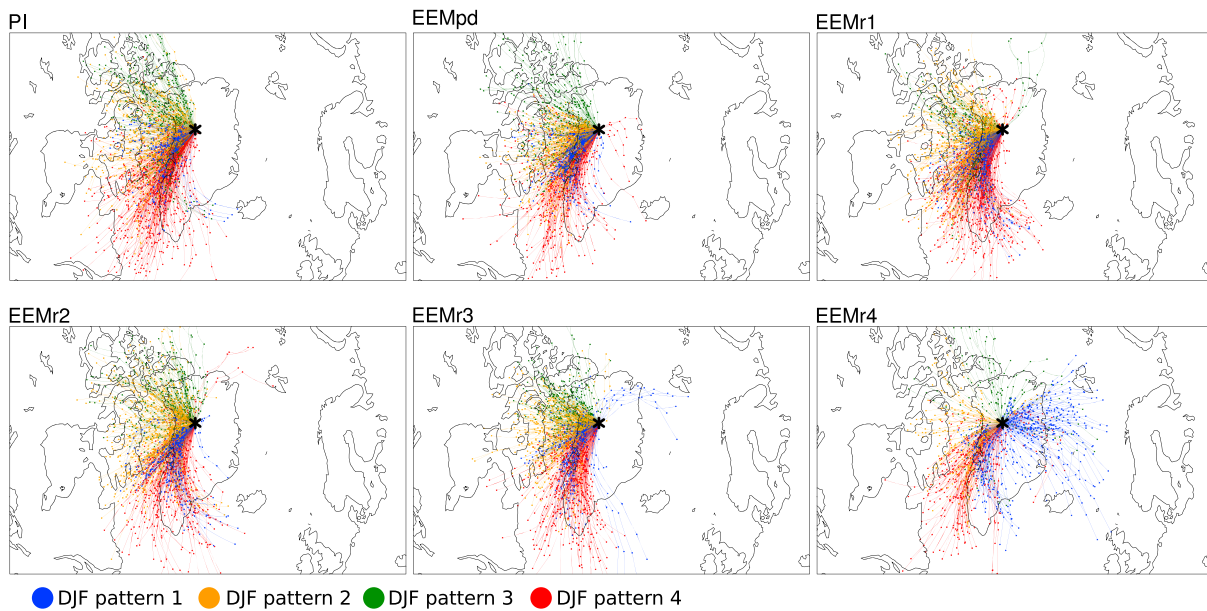 PI
EEMpd
EEMr1
EEMr2
EEMr3
EEMr4
DJF pattern 1 DJF pattern 2 DJF pattern 3 DJF pattern 4